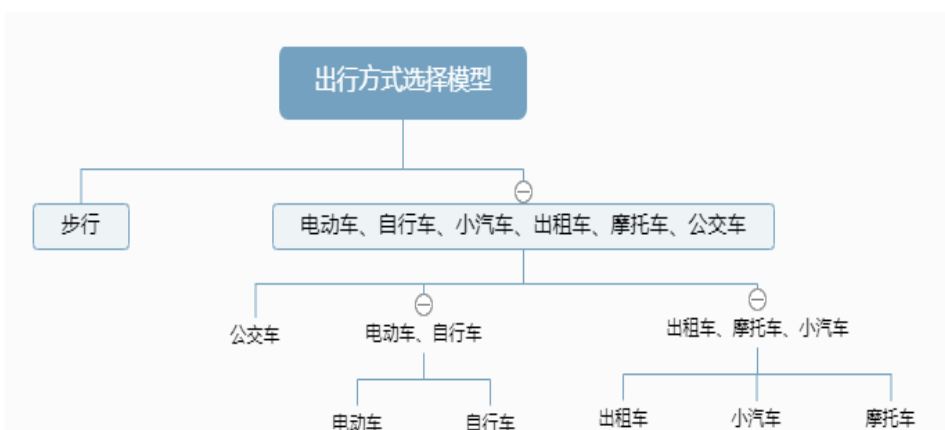 出行方式选择模型
步行
电动车、自行车、小汽车、出租车、摩托车、公交车
公交车
电动车、自行车
出租车、摩托车、小汽车
电动车
自行车
出租车
小汽车
摩托车